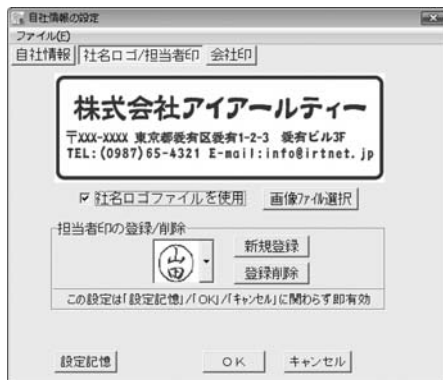 自社情報の設定
ファイル(F)
自社情報 社名ロゴ/担当者印 会社印
株式会社アイアールティー
〒XXX-XXXX 東京都愛有区愛有1-2-3 愛有ビル3F
TEL:(0987)65-4321 E-mail:info@irtnet.jp
社名ロゴファイルを使用 画像ファイル選択
担当者印の登録/削除
山田
新規登録
登録削除
この設定は「設定記憶」/「OK」/「キャンセル」に関わらず即有効
設定記憶 OK キャンセル